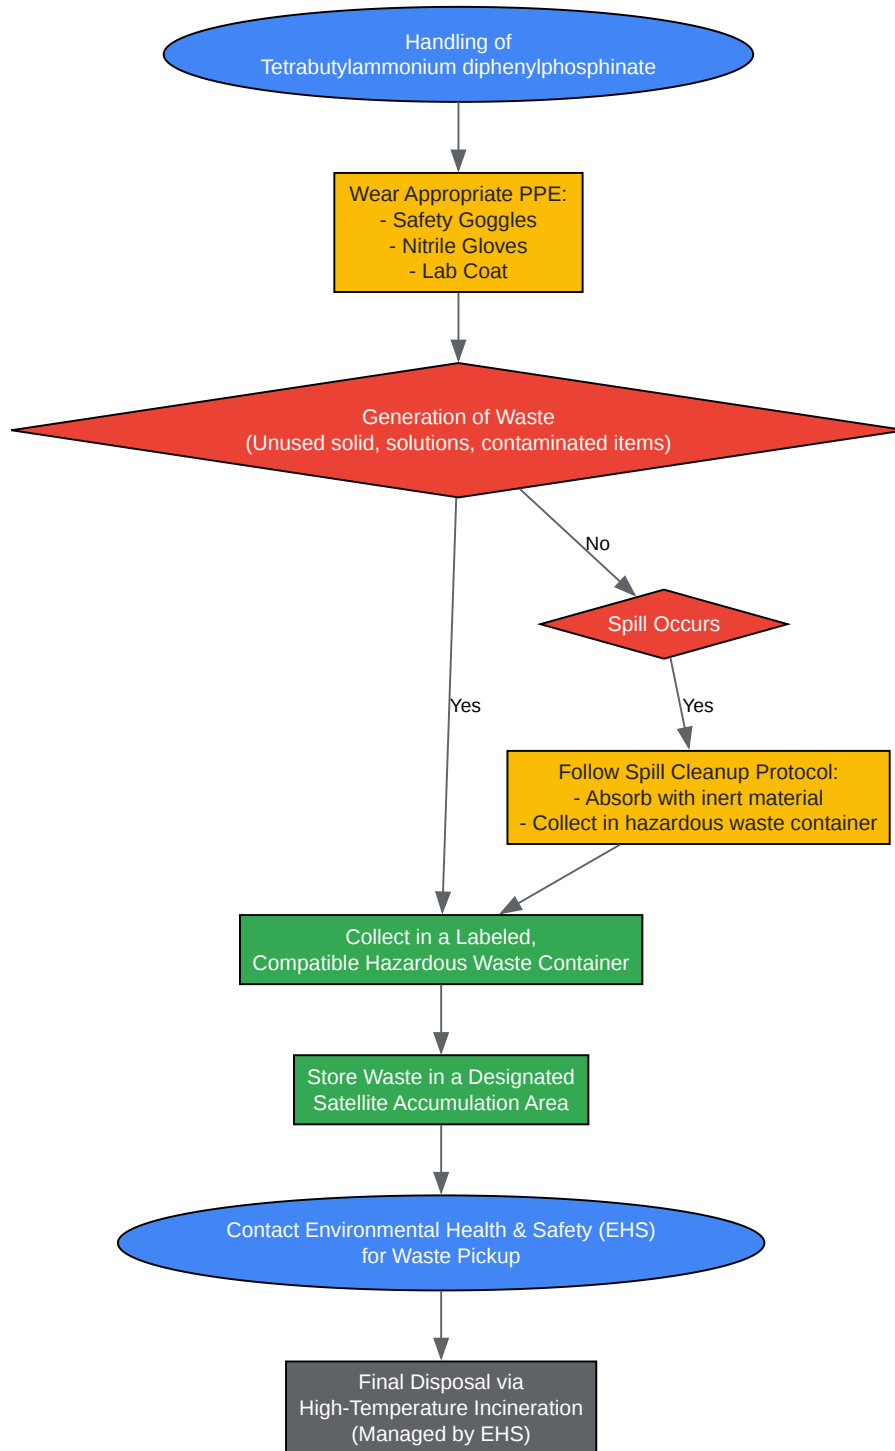 Handling of
Tetrabutylammonium diphenylphosphinate
Wear Appropriate PPE:
- Safety Goggles
- Nitrile Gloves
- Lab Coat
Generation of Waste
(Unused solid, solutions, contaminated items)
No
Spill Occurs
Yes
Yes
Follow Spill Cleanup Protocol:
- Absorb with inert material
- Collect in hazardous waste container
Collect in a Labeled,
Compatible Hazardous Waste Container
Store Waste in a Designated
Satellite Accumulation Area
Contact Environmental Health & Safety (EHS)
for Waste Pickup
Final Disposal via
High-Temperature Incineration
(Managed by EHS)